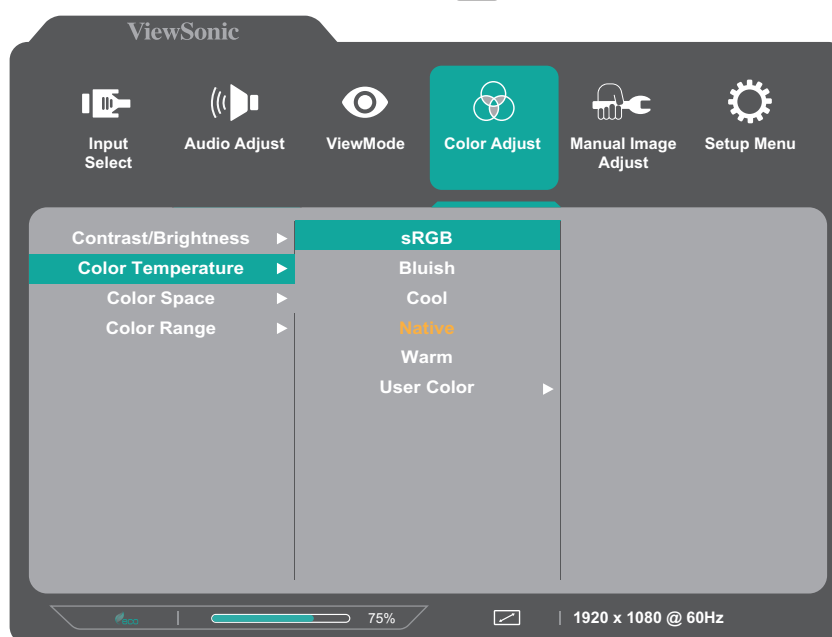 ViewSonic
Input Select
Audio Adjust
ViewMode
Color Adjust
Manual Image Adjust
Setup Menu
Contrast/Brightness
Color Temperature
Color Space
Color Range
sRGB
Bluish
Cool
Native
Warm
User Color
eco
75%
1920 x 1080 @ 60Hz